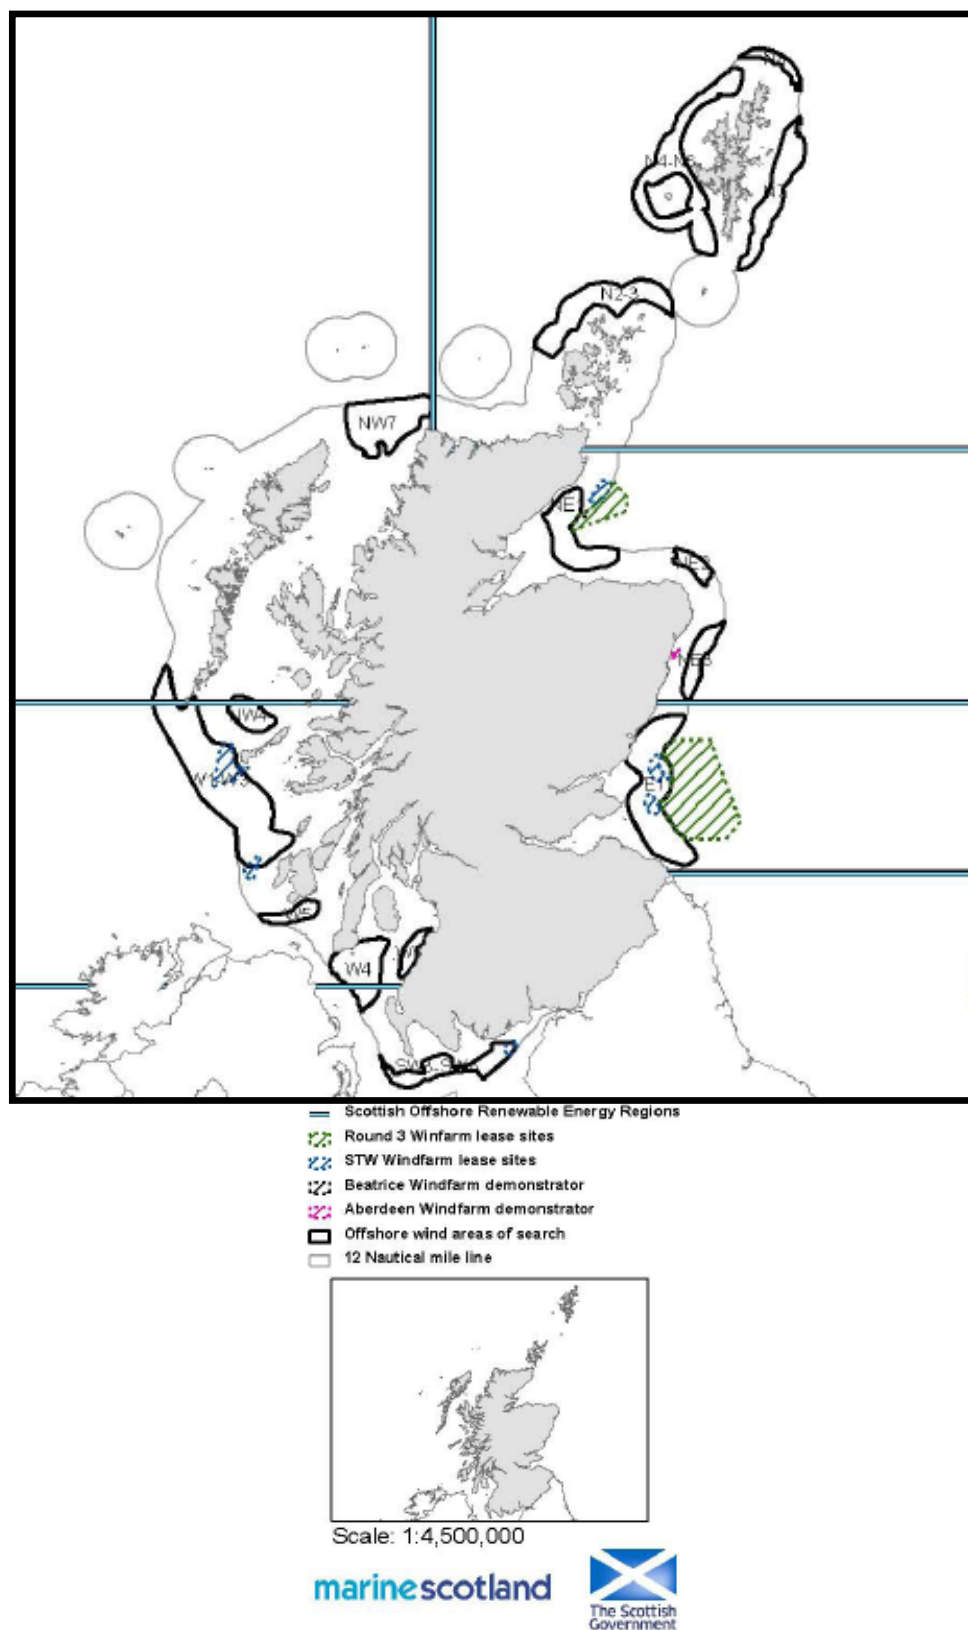 N4-N6
N2-3
NW7
NE3
W4
Scottish Offshore Renewable Energy Regions
Round 3 Winfarm lease sites
STW Windfarm lease sites
Beatrice Windfarm demonstrator
Aberdeen Windfarm demonstrator
Offshore wind areas of search
12 Nautical mile line
Scale: 1:4,500,000
marinescotland
The Scottish
Government